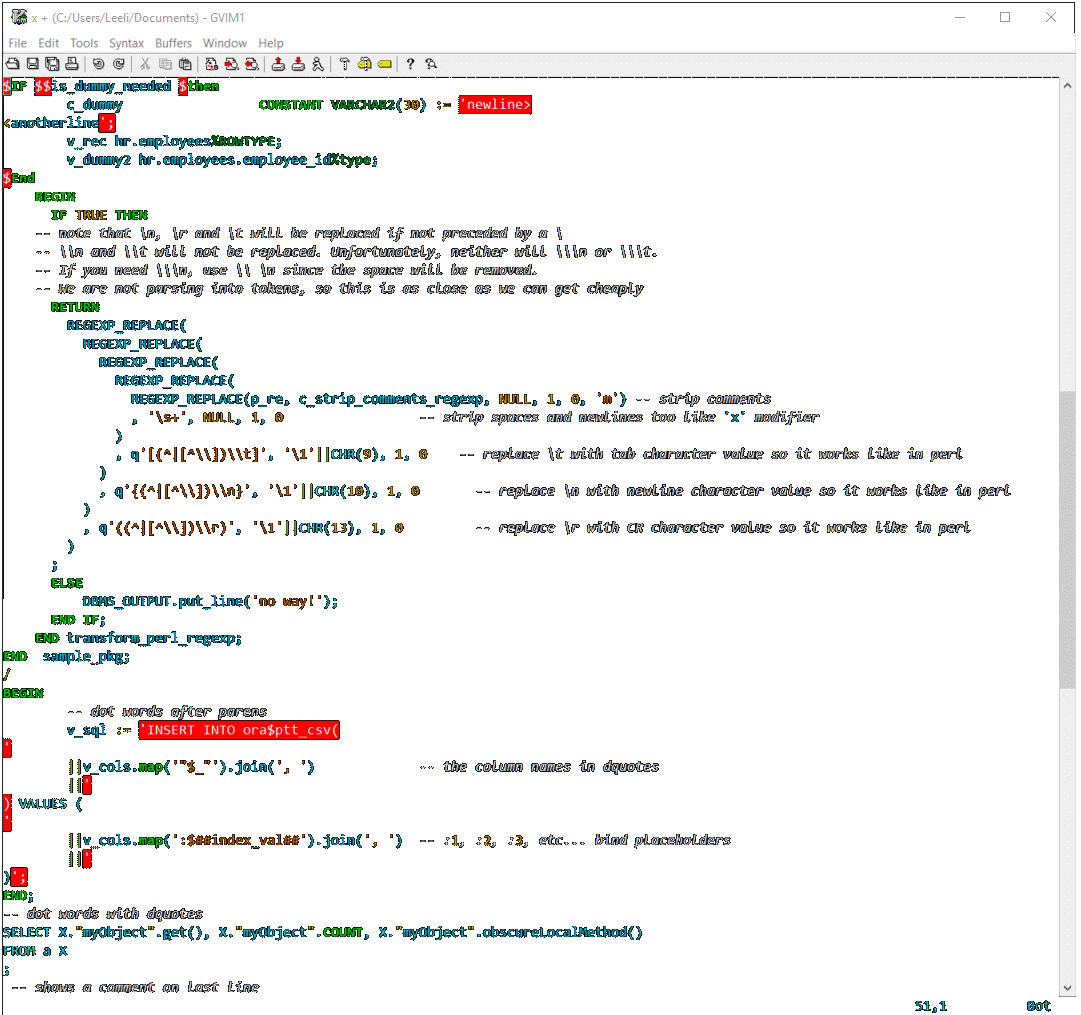 x + (C:/Users/Leeli/Documents) - GVIM1
File Edit Tools Syntax Buffers Window Help
$IF $$is_dummy_needed $then
        c_dummy                 CONSTANT VARCHAR2(30) := 'newline>
<anotherline';
        v_rec hr.employees%ROWTYPE;
        v_dummy2 hr.employees.employee_id%type;
$End
    BEGIN
      IF TRUE THEN
    -- note that \n, \r and \t will be replaced if not preceded by a \
    -- \\n and \\t will not be replaced. Unfortunately, neither will \\\n or \\\t.
    -- If you need \\\n, use \\ \n since the space will be removed.
    -- We are not parsing into tokens, so this is as close as we can get cheaply
      RETURN
        REGEXP_REPLACE(
          REGEXP_REPLACE(
            REGEXP_REPLACE(
              REGEXP_REPLACE(
                REGEXP_REPLACE(p_re, c_strip_comments_regexp, NULL, 1, 0, 'm') -- strip comments
                , '\s+', NULL, 1, 0                 -- strip spaces and newlines too like 'x' modifier
              )
              , q'[(^|[^\\])\\t]', '\1'||CHR(9), 1, 0    -- replace \t with tab character value so it works like in perl
            )
            , q'{(^|[^\\])\\n}', '\1'||CHR(10), 1, 0       -- replace \n with newline character value so it works like in perl
          )
          , q'((^|[^\\])\\r)', '\1'||CHR(13), 1, 0         -- replace \r with CR character value so it works like in perl
        )
      ;
      ELSE
          DBMS_OUTPUT.put_line('no way!');
      END IF;
    END transform_perl_regexp;
END  sample_pkg;
/
BEGIN
        -- dot words after parens
        v_sql := 'INSERT INTO ora$ptt_csv(
'
        ||v_cols.map('"$_"').join(', ')             -- the column names in dquotes
        ||'
) VALUES (
'
        ||v_cols.map(':$##index_val##').join(', ')  -- :1, :2, :3, etc... bind placeholders
        ||'
)';
END;
-- dot words with dquotes
SELECT X."myObject".get(), X."myObject".COUNT, X."myObject".obscureLocalMethod()
FROM a X
;
 -- shows a comment on last line
51,1          Bot